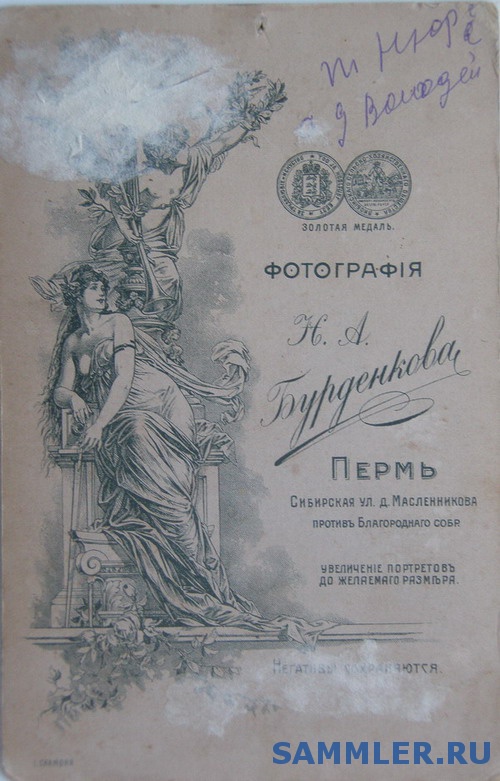 т Нюр
д Володей
ЗОЛОТАЯ МЕДАЛЬ.
ФОТОГРАФІЯ
Н. А.
Бурденкова
ПЕРМЬ
СИБИРСКАЯ УЛ. Д. МАСЛЕННИКОВА
ПРОТИВЪ БЛАГОРОДНАГО СОБР.
УВЕЛИЧЕНІЕ ПОРТРЕТОВЪ
ДО ЖЕЛАЕМАГО РАЗМѢРА.
НЕГАТИВЫ СОХРАНЯЮТСЯ.
SAMMLER.RU